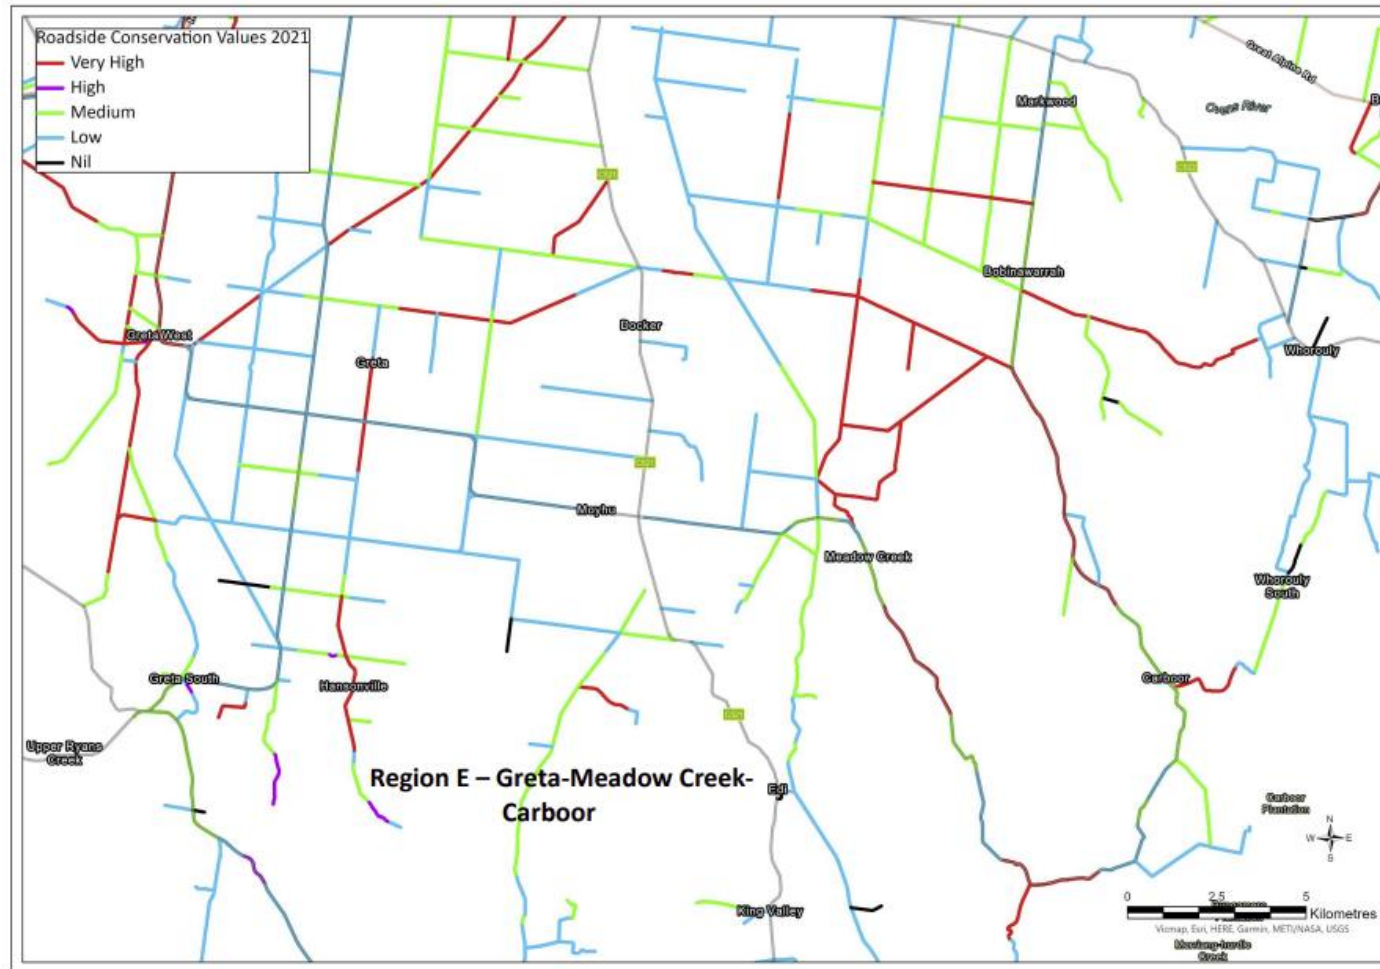 Roadside Conservation Values 2021
Very High
High
Medium
Low
Nil
Great Alpine Rd
Markwood
Ovens River
Bobinawarrah
Greta West
Docker
Greta
Whorouly
Moyhu
Meadow Creek
Whorouly
South
Greta South
Hansonville
Carboor
Upper Ryans
Creek
Region E – Greta-Meadow Creek-
Carboor
Edi
Carboor
Plantation
N
W
E
S
King Valley
0
2.5
5
Kilometres
Vicmap, Esri, HERE, Garmin, METI/NASA, USGS
Creek